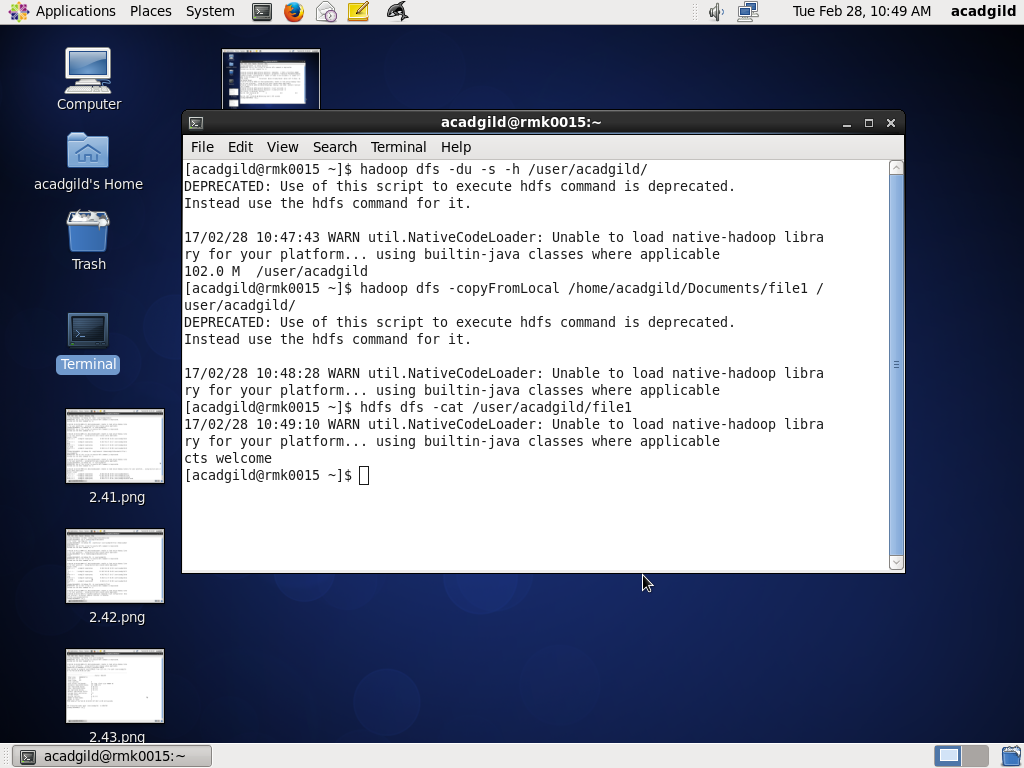 Applications Places System
Tue Feb 28, 10:49 AM acadgild
Computer
acadgild's Home
Trash
Terminal
2.41.png
2.42.png
2.43.png
acadgild@rmk0015:~
File Edit View Search Terminal Help
[acadgild@rmk0015 ~]$ hadoop dfs -du -s -h /user/acadgild/
DEPRECATED: Use of this script to execute hdfs command is deprecated.
Instead use the hdfs command for it.
17/02/28 10:47:43 WARN util.NativeCodeLoader: Unable to load native-hadoop libra
ry for your platform... using builtin-java classes where applicable
102.0 M  /user/acadgild
[acadgild@rmk0015 ~]$ hadoop dfs -copyFromLocal /home/acadgild/Documents/file1 /
user/acadgild/
DEPRECATED: Use of this script to execute hdfs command is deprecated.
Instead use the hdfs command for it.
17/02/28 10:48:28 WARN util.NativeCodeLoader: Unable to load native-hadoop libra
ry for your platform... using builtin-java classes where applicable
[acadgild@rmk0015 ~]$ hdfs dfs -cat /user/acadgild/file1
17/02/28 10:49:10 WARN util.NativeCodeLoader: Unable to load native-hadoop libra
ry for your platform... using builtin-java classes where applicable
cts welcome
[acadgild@rmk0015 ~]$
acadgild@rmk0015:~